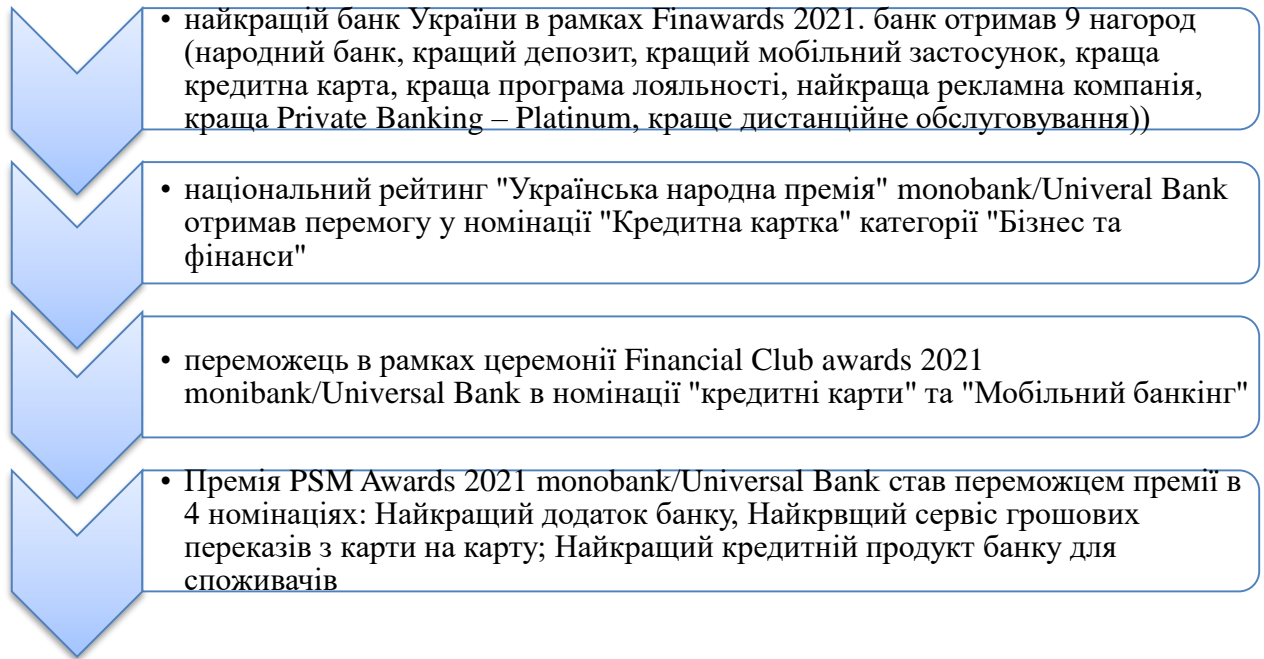 • найкращій банк України в рамках Finawards 2021. банк отримав 9 нагород
(народний банк, кращий депозит, кращий мобільний застосунок, краща
кредитна карта, краща програма лояльності, найкраща рекламна компанія,
краща Private Banking – Platinum, краще дистанційне обслуговування))
• національний рейтинг "Українська народна премія" monobank/Univeral Bank
отримав перемогу у номінації "Кредитна картка" категорії "Бізнес та
фінанси"
• переможець в рамках церемонії Financial Club awards 2021
monibank/Universal Bank в номінації "кредитні карти" та "Мобільний банкінг"
• Премія PSM Awards 2021 monobank/Universal Bank став переможцем премії в
4 номінаціях: Найкращий додаток банку, Найкрвщий сервіс грошових
переказів з карти на карту; Найкращий кредитній продукт банку для
споживачів